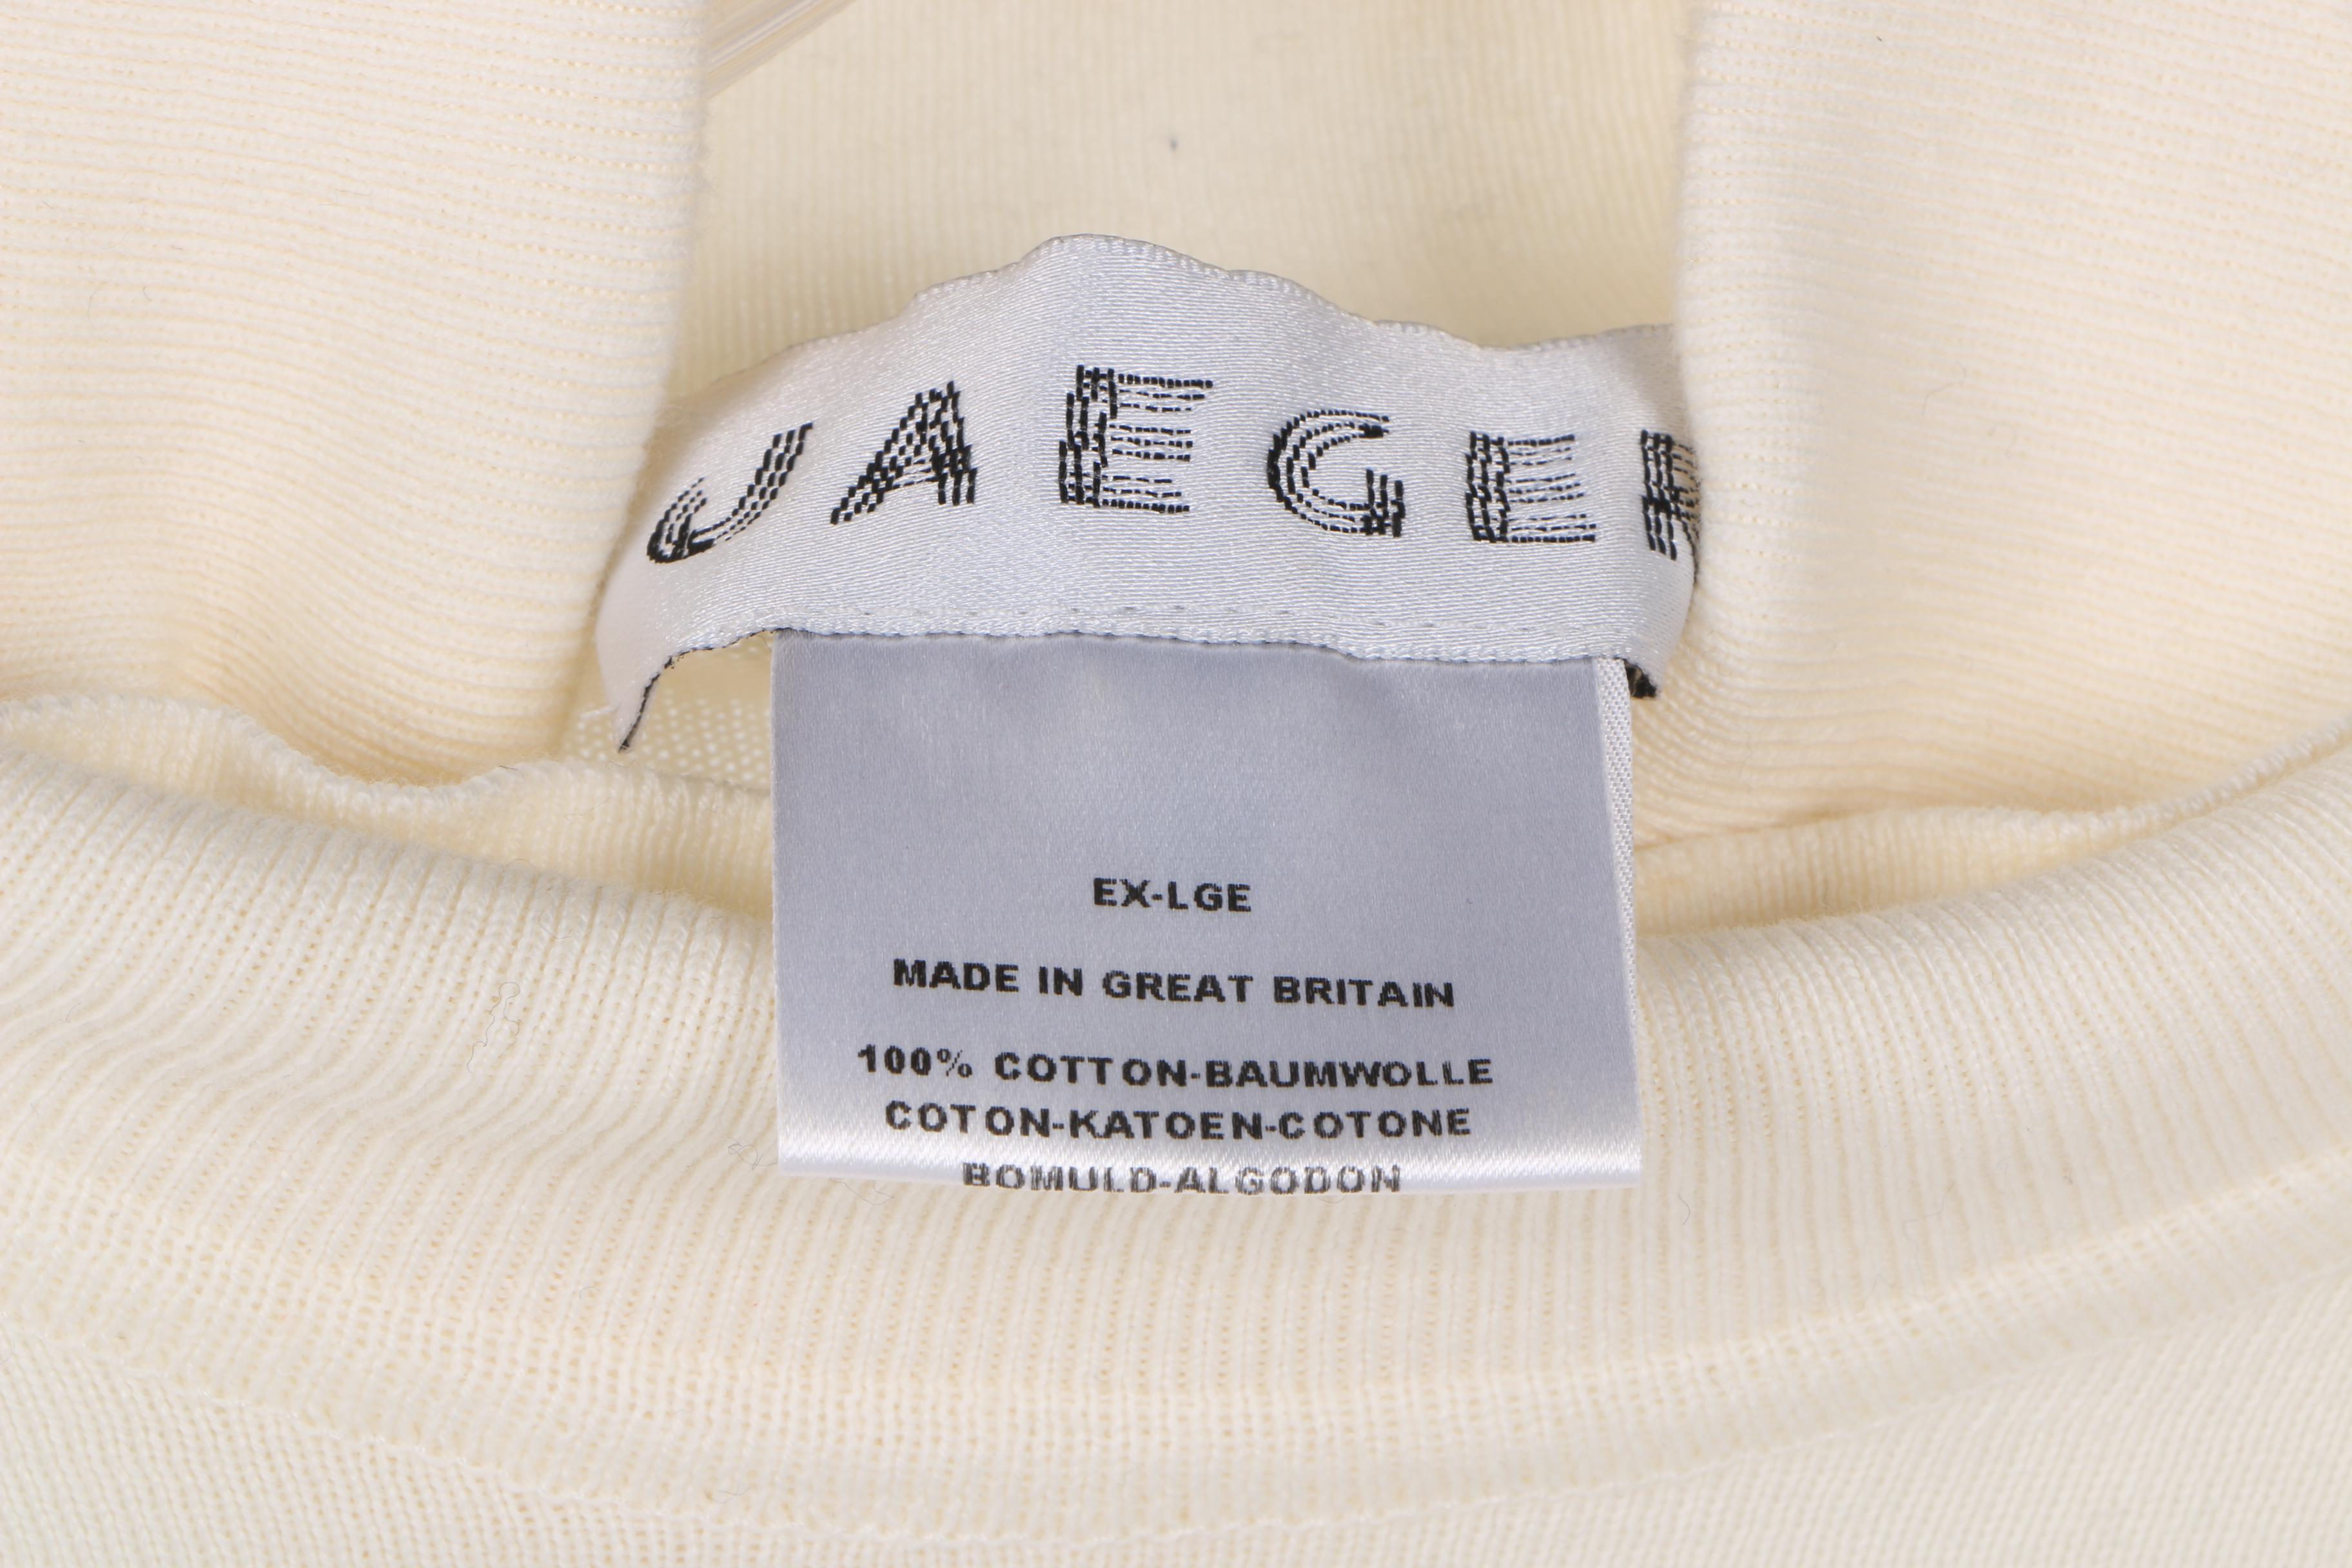 JAEGER
EX-LGE
MADE IN GREAT BRITAIN
100% COTTON-BAUMWOLLE
COTON-KATOEN-COTONE
BOMULD-ALGODON